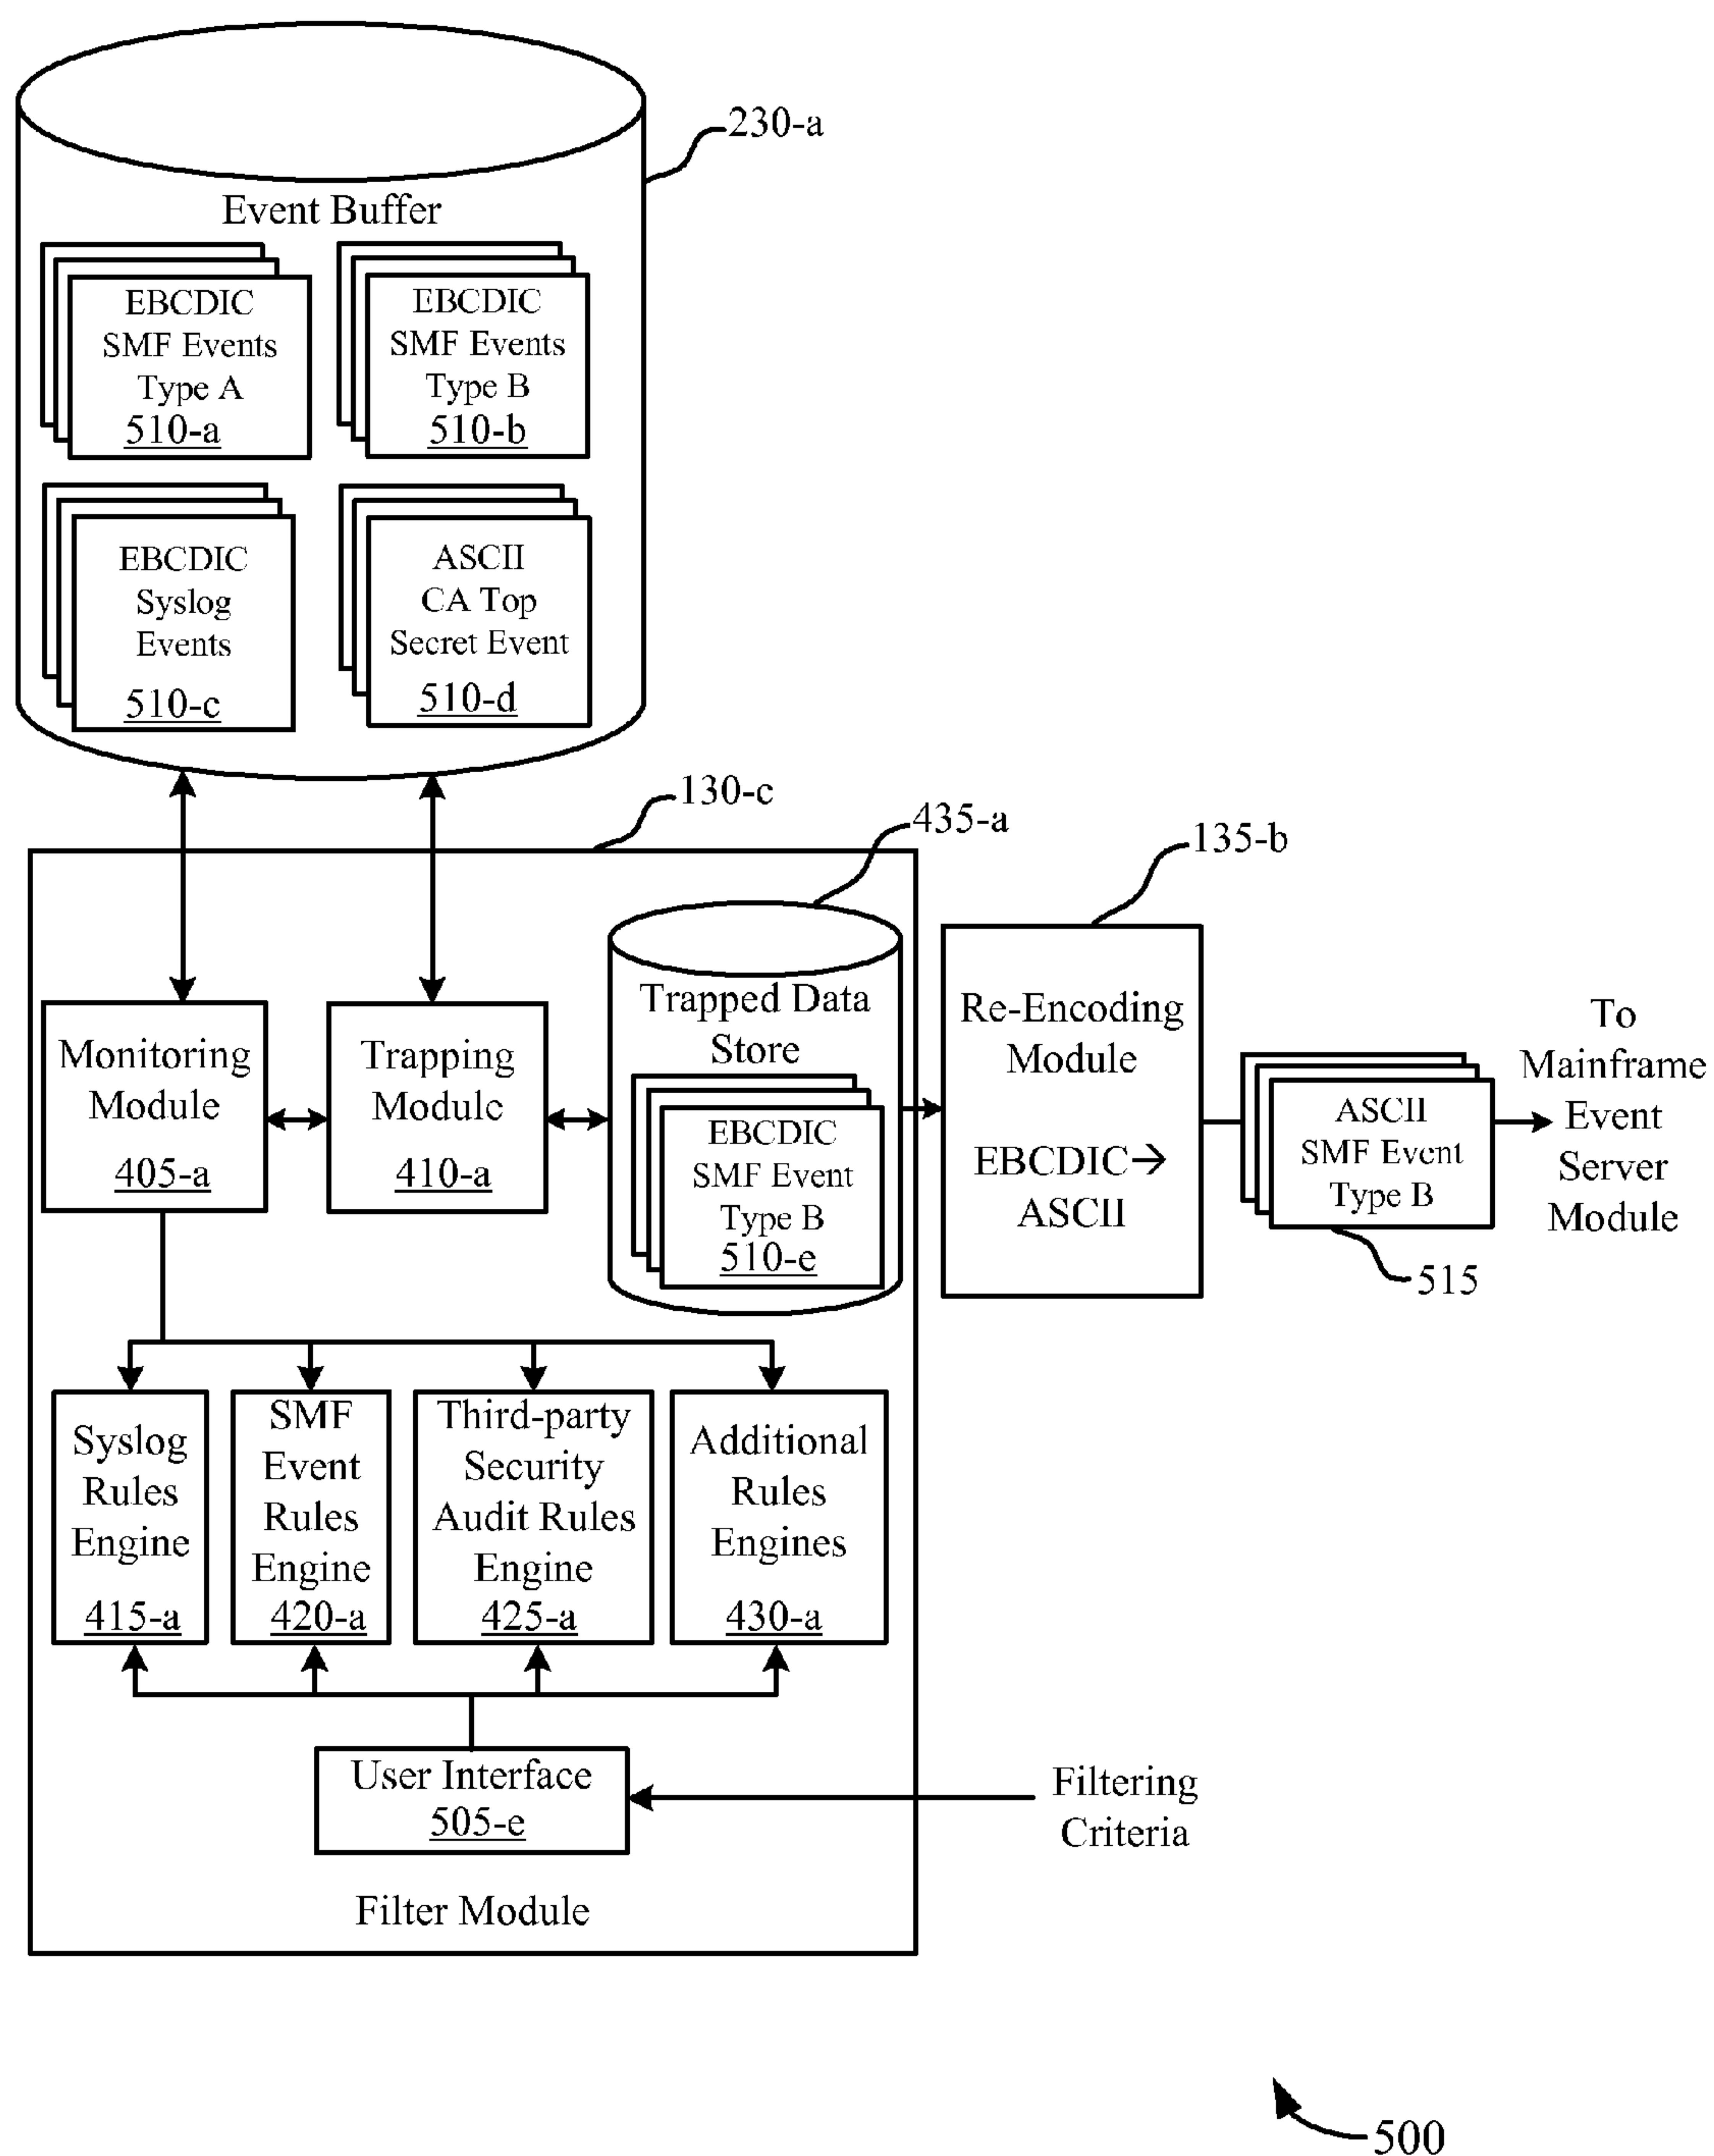 230-a
Event Buffer
EBCDIC
SMF Events
Type A
510-a
EBCDIC
SMF Events
Type B
510-b
EBCDIC
Syslog
Events
510-c
ASCII
CA Top
Secret Event
510-d
130-c
435-a
135-b
Monitoring
Module
405-a
Trapping
Module
410-a
Trapped Data
Store
EBCDIC
SMF Event
Type B
510-e
Re-Encoding
Module
EBCDIC→
ASCII
ASCII
SMF Event
Type B
515
To
Mainframe
Event
Server
Module
Syslog
Rules
Engine
415-a
SMF
Event
Rules
Engine
420-a
Third-party
Security
Audit Rules
Engine
425-a
Additional
Rules
Engines
430-a
User Interface
505-e
Filtering
Criteria
Filter Module
500